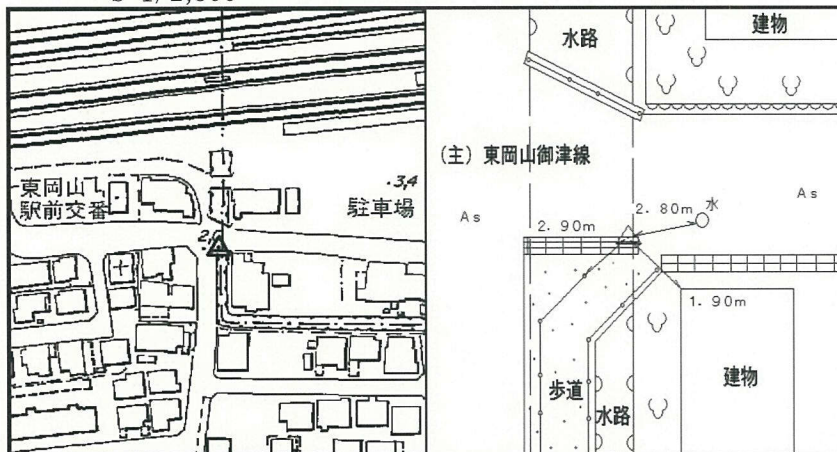 東岡山
駅前交番
・3,4
駐車場
水路
建物
(主)東岡山御津線
As
As
2.80m
水
2.90m
1.90m
歩道
水路
建物